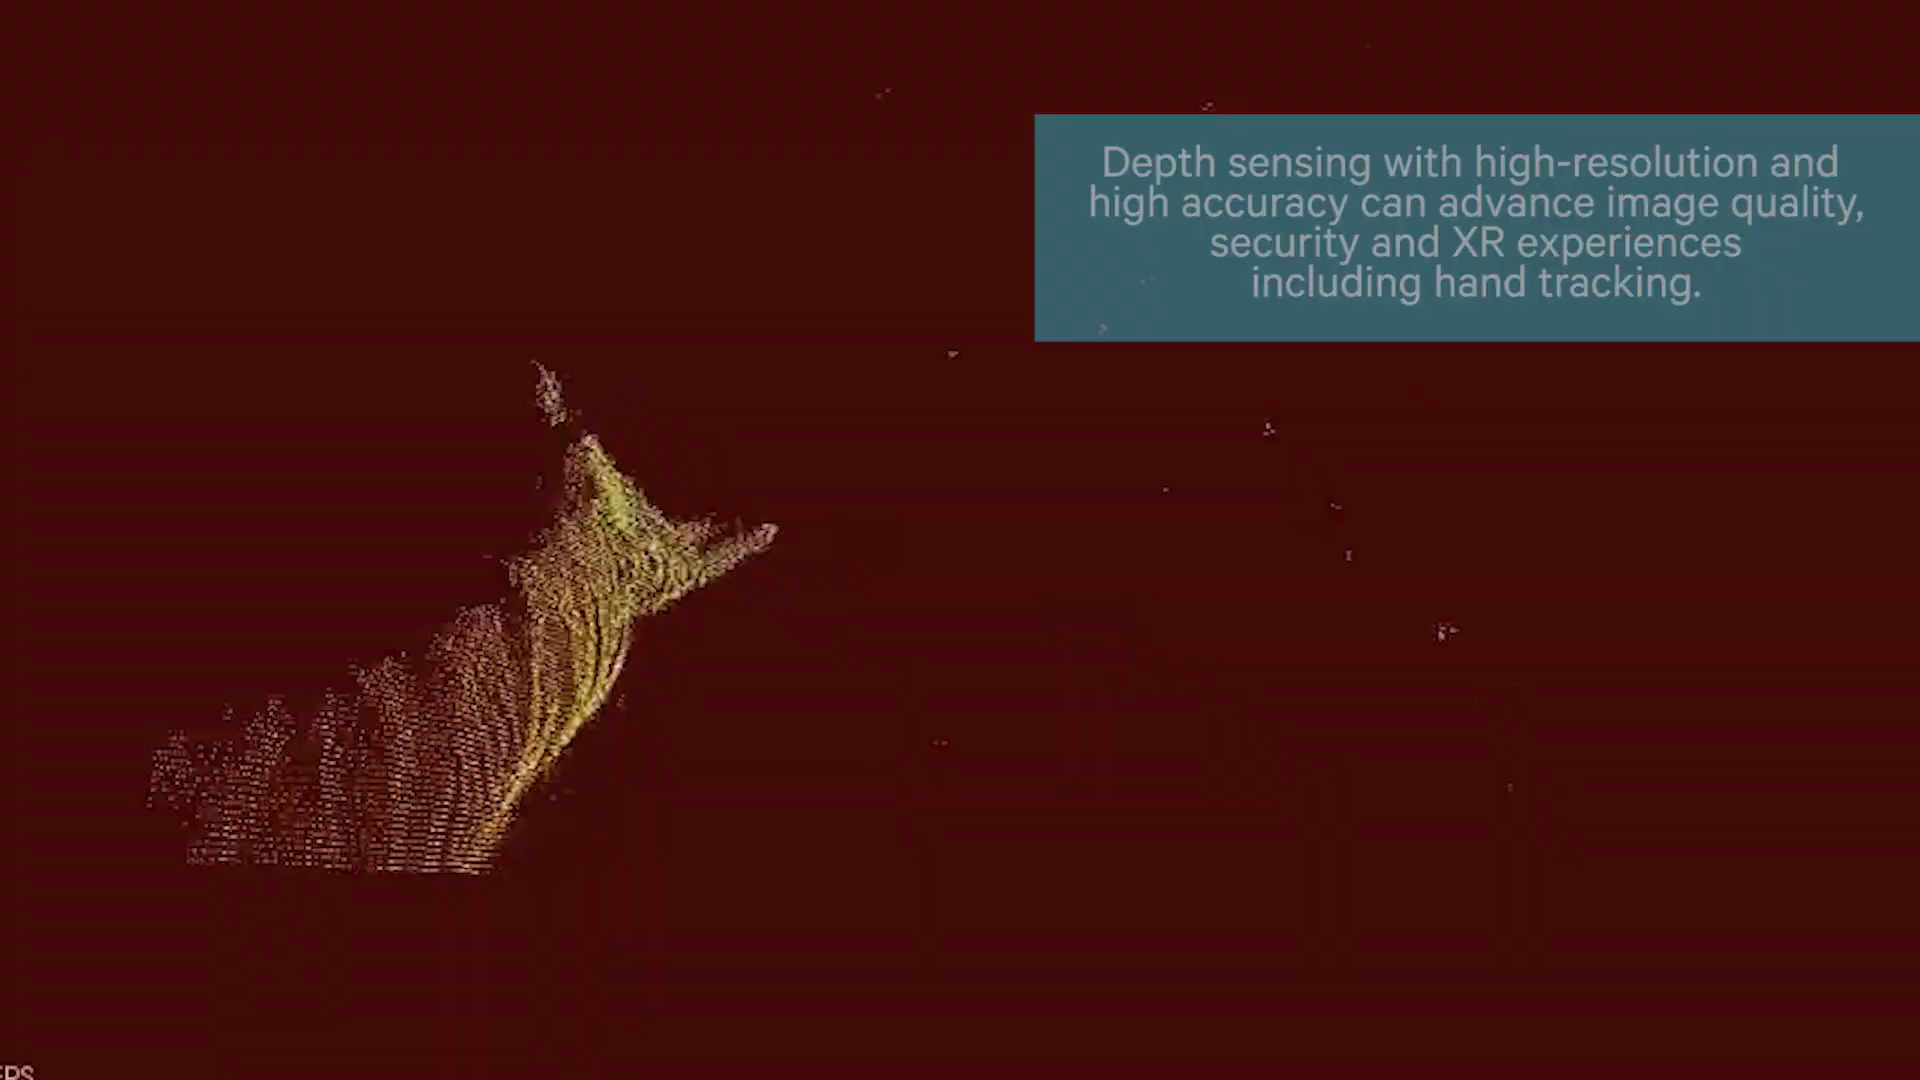 Depth sensing with high-resolution and
high accuracy can advance image quality,
security and XR experiences
including hand tracking.